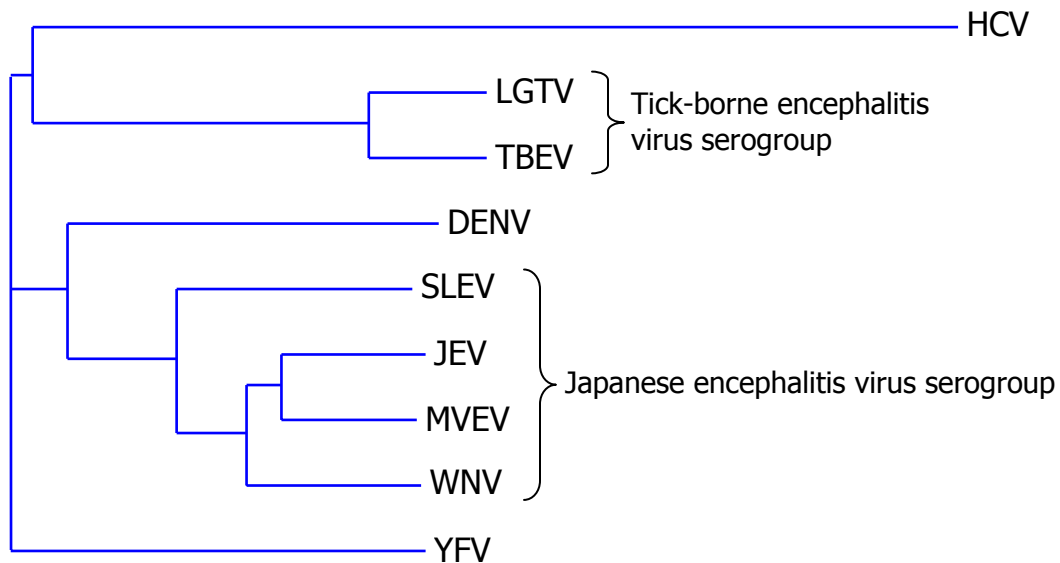 HCV
LGTV
TBEV
Tick-borne encephalitis
virus serogroup
DENV
SLEV
JEV
MVEV
WNV
Japanese encephalitis virus serogroup
YFV